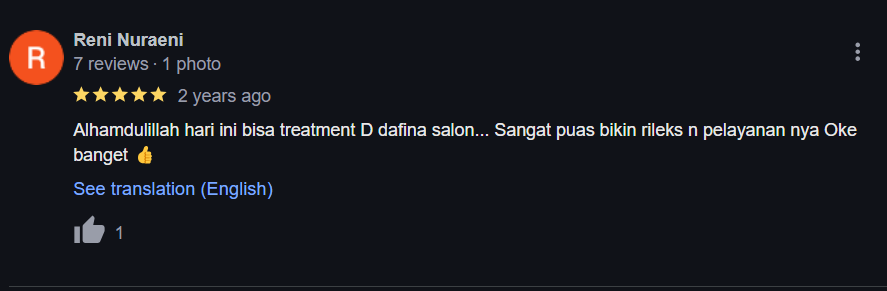 R
Reni Nuraeni
7 reviews · 1 photo
2 years ago
Alhamdulillah hari ini bisa treatment D dafina salon... Sangat puas bikin rileks n pelayanan nya Oke
banget 👍
See translation (English)
1